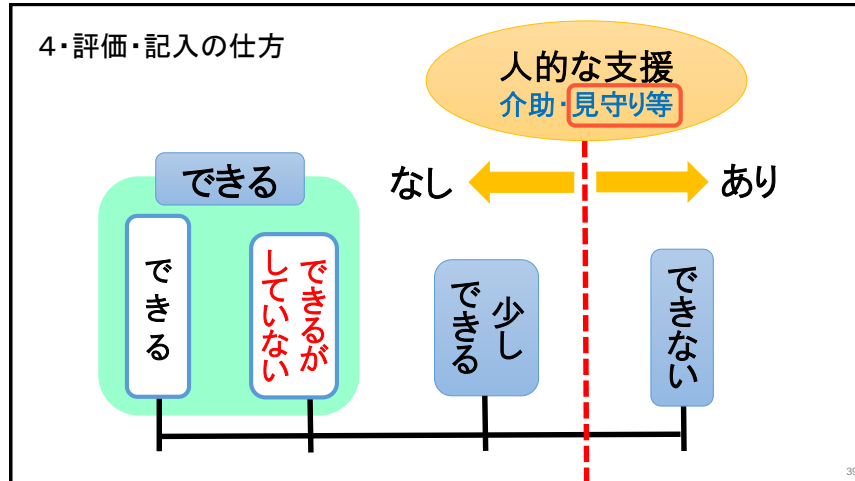 4・評価・記入の仕方
人的な支援
介助・見守り等
できる
なし
あり
できる
できるが
していない
少し
できる
できない
39